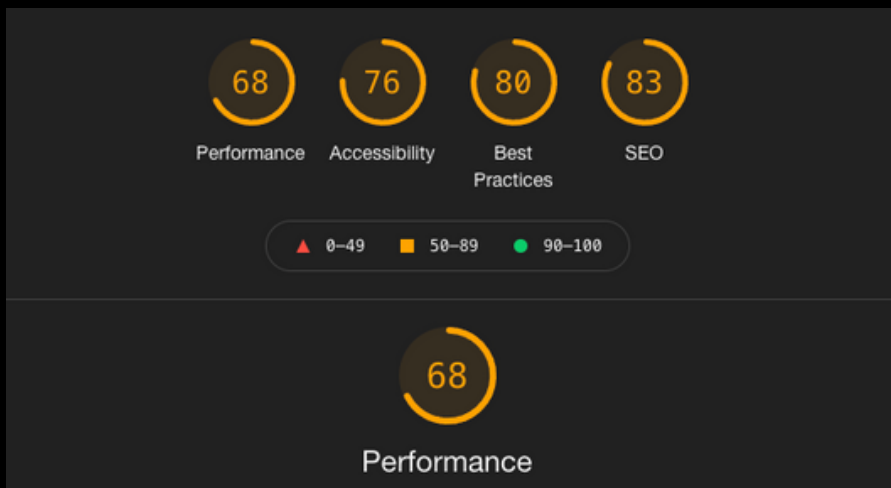 68 76 80 83
Performance Accessibility Best Practices SEO
0–49 50–89 90–100
68
Performance